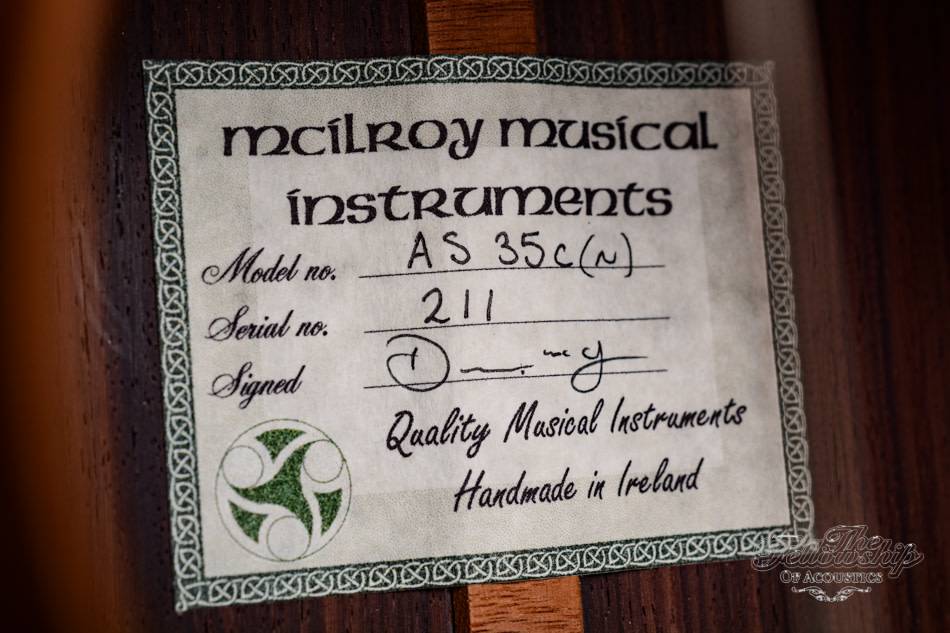 mcilroy musical
instruments
Model no. AS 35c(N)
Serial no. 211
Signed
Quality Musical Instruments
Handmade in Ireland
The
Fellowship
OF ACOUSTICS